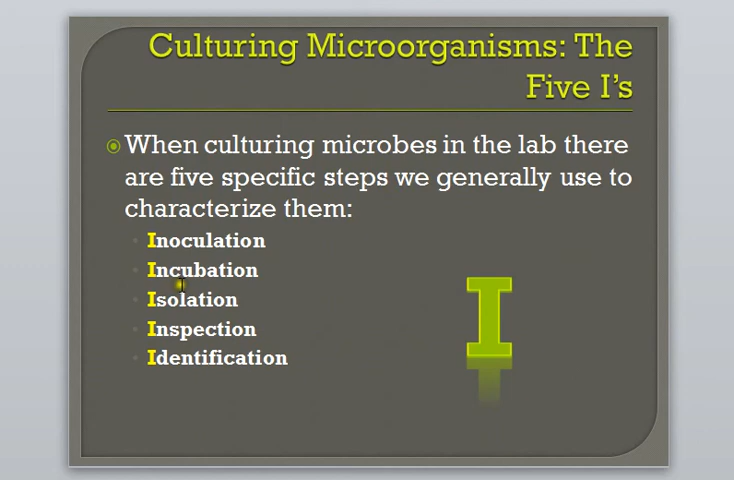 Culturing Microorganisms: The
Five I's
When culturing microbes in the lab there
are five specific steps we generally use to
characterize them:
Inoculation
Incubation
Isolation
Inspection
Identification
I